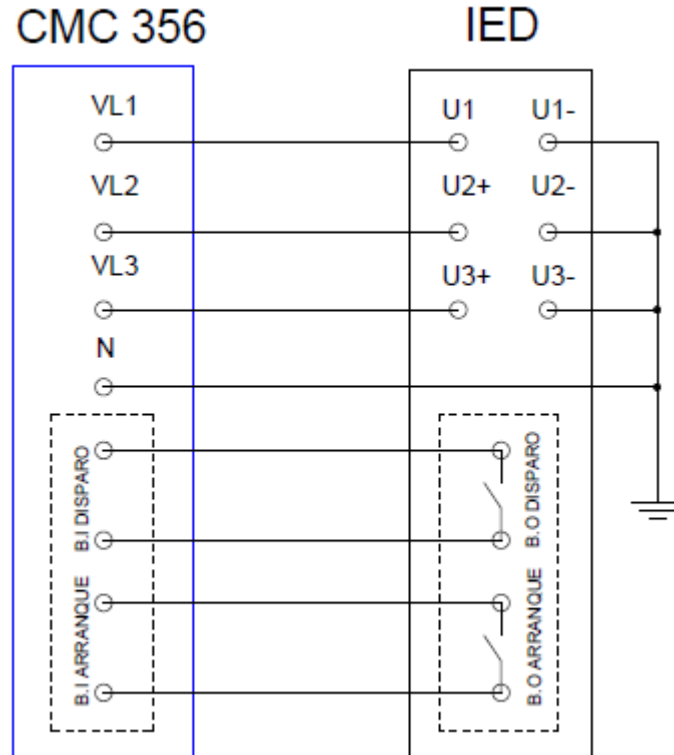 CMC 356
IED
VL1
U1 U1-
VL2
U2+ U2-
VL3
U3+ U3-
N
B.I DISPARO
B.O DISPARO
B.I ARRANQUE
B.O ARRANQUE